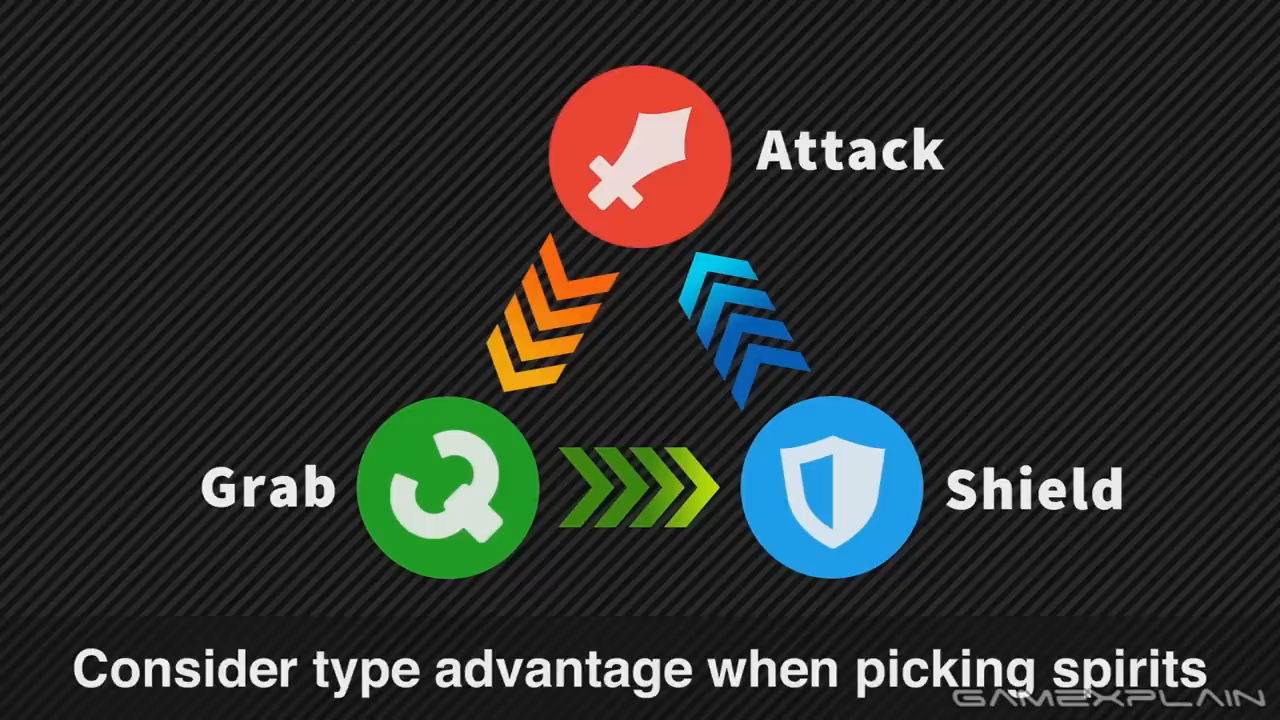 Attack
Grab
Shield
Consider type advantage when picking spirits
GAMEXPLAIN